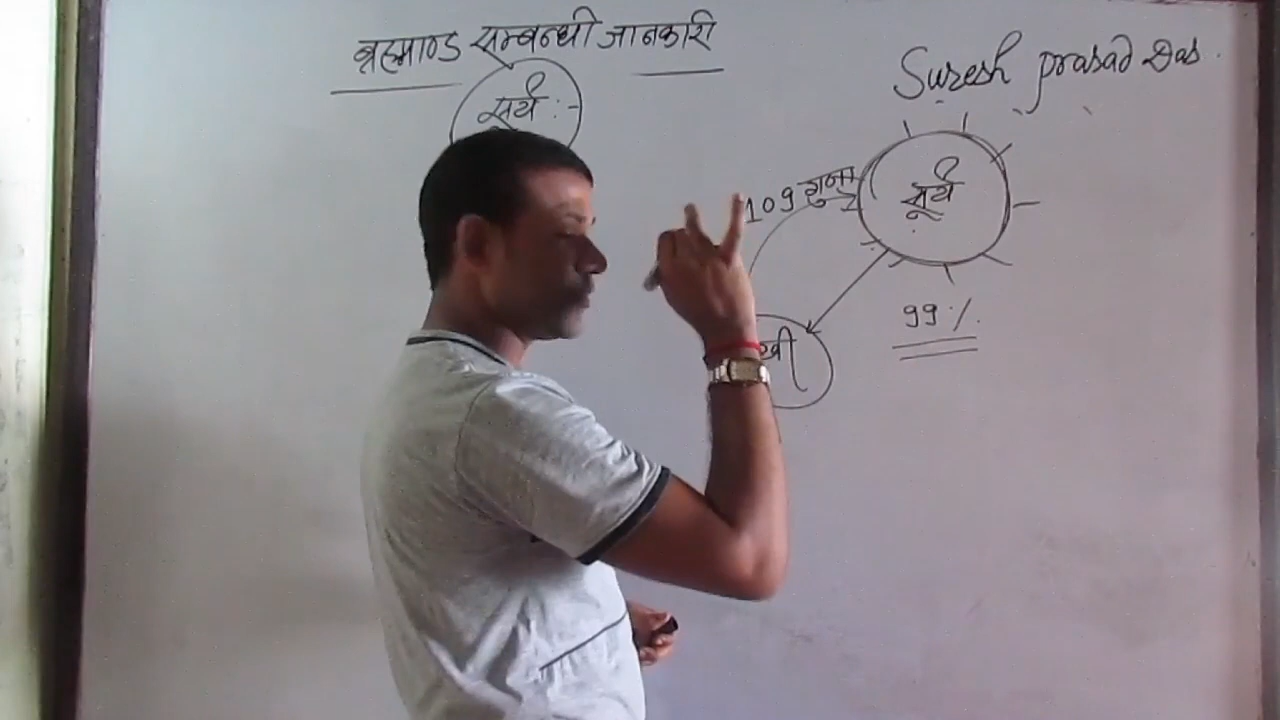 ब्रह्माण्ड सम्बन्धी जानकारी
Suresh prasad Das
सूर्य :-
सूर्य
109 गुना
99 %